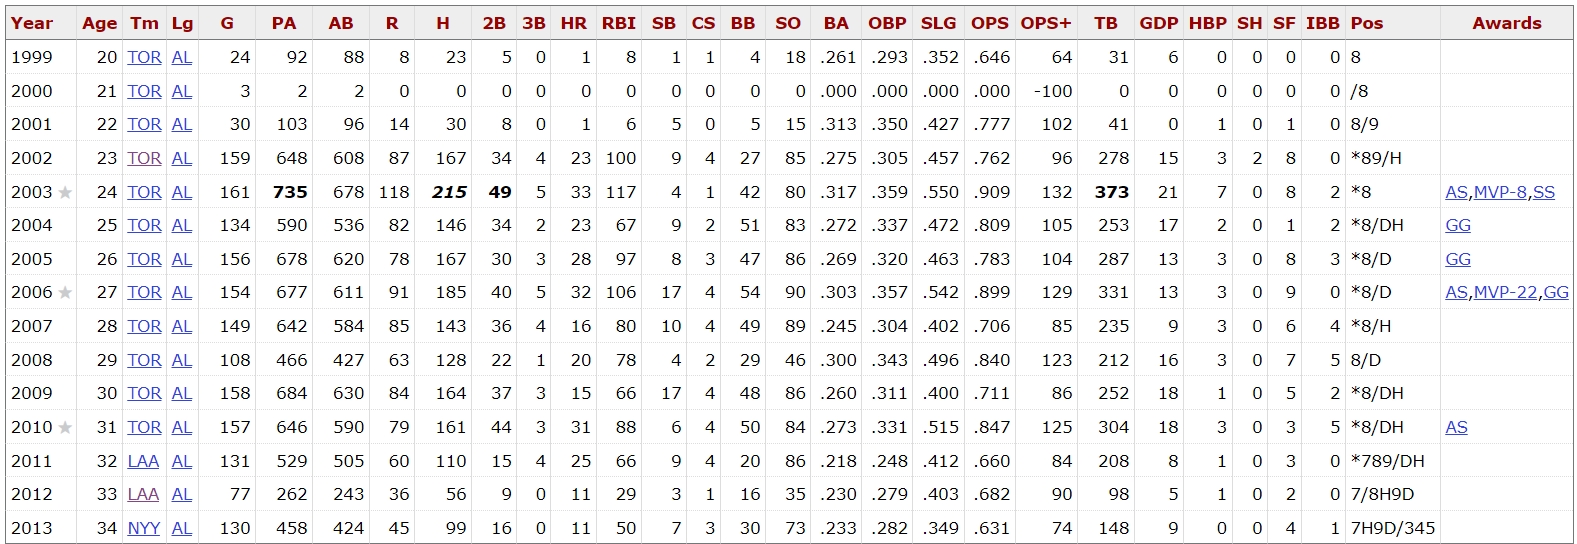 Year Age Tm Lg G PA AB R H 2B 3B HR RBI SB CS BB SO BA OBP SLG OPS OPS+ TB GDP HBP SH SF IBB Pos Awards
1999 20 TOR AL 24 92 88 8 23 5 0 1 8 1 1 4 18 .261 .293 .352 .646 64 31 6 0 0 0 0 8
2000 21 TOR AL 3 2 2 0 0 0 0 0 0 0 0 0 0 .000 .000 .000 .000 -100 0 0 0 0 0 0 /8
2001 22 TOR AL 30 103 96 14 30 8 0 1 6 5 0 5 15 .313 .350 .427 .777 102 41 0 1 0 1 0 8/9
2002 23 TOR AL 159 648 608 87 167 34 4 23 100 9 4 27 85 .275 .305 .457 .762 96 278 15 3 2 8 0 *89/H
2003 ★ 24 TOR AL 161 735 678 118 215 49 5 33 117 4 1 42 80 .317 .359 .550 .909 132 373 21 7 0 8 2 *8 AS,MVP-8,SS
2004 25 TOR AL 134 590 536 82 146 34 2 23 67 9 2 51 83 .272 .337 .472 .809 105 253 17 2 0 1 2 *8/DH GG
2005 26 TOR AL 156 678 620 78 167 30 3 28 97 8 3 47 86 .269 .320 .463 .783 104 287 13 3 0 8 3 *8/D GG
2006 ★ 27 TOR AL 154 677 611 91 185 40 5 32 106 17 4 54 90 .303 .357 .542 .899 129 331 13 3 0 9 0 *8/D AS,MVP-22,GG
2007 28 TOR AL 149 642 584 85 143 36 4 16 80 10 4 49 89 .245 .304 .402 .706 85 235 9 3 0 6 4 *8/H
2008 29 TOR AL 108 466 427 63 128 22 1 20 78 4 2 29 46 .300 .343 .496 .840 123 212 16 3 0 7 5 8/D
2009 30 TOR AL 158 684 630 84 164 37 3 15 66 17 4 48 86 .260 .311 .400 .711 86 252 18 1 0 5 2 *8/DH
2010 ★ 31 TOR AL 157 646 590 79 161 44 3 31 88 6 4 50 84 .273 .331 .515 .847 125 304 18 3 0 3 5 *8/DH AS
2011 32 LAA AL 131 529 505 60 110 15 4 25 66 9 4 20 86 .218 .248 .412 .660 84 208 8 1 0 3 0 *789/DH
2012 33 LAA AL 77 262 243 36 56 9 0 11 29 3 1 16 35 .230 .279 .403 .682 90 98 5 1 0 2 0 7/8H9D
2013 34 NYY AL 130 458 424 45 99 16 0 11 50 7 3 30 73 .233 .282 .349 .631 74 148 9 0 0 4 1 7H9D/345